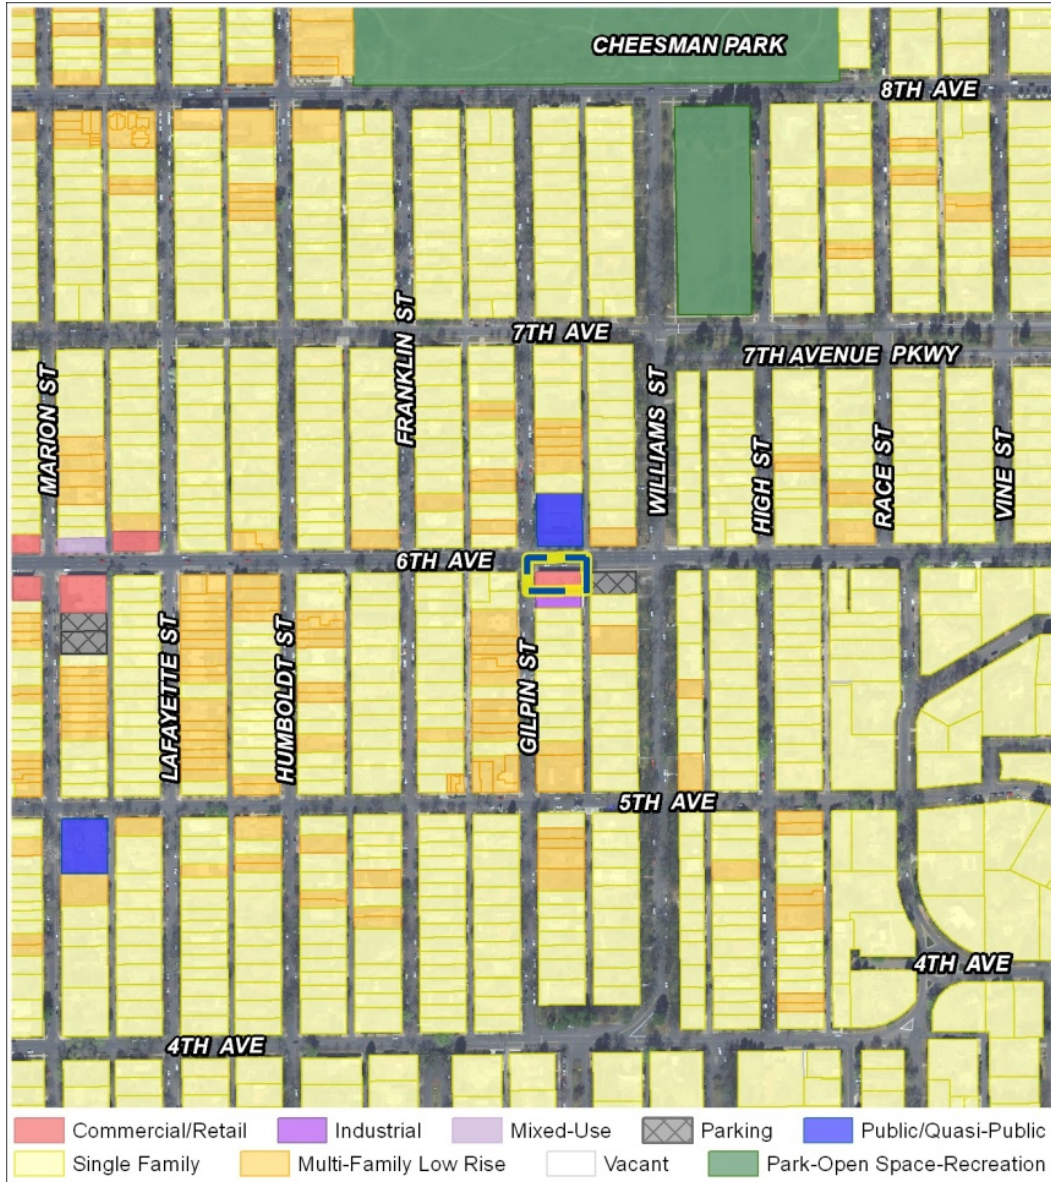 CHEESMAN PARK
8TH AVE
FRANKLIN ST
7TH AVE
7TH AVENUE PKWY
MARION ST
WILLIAMS ST
HIGH ST
RACE ST
VINE ST
6TH AVE
LAFAYETTE ST
HUMBOLDT ST
GILPIN ST
5TH AVE
4TH AVE
4TH AVE
Commercial/Retail Industrial Mixed-Use Parking Public/Quasi-Public
Single Family Multi-Family Low Rise Vacant Park-Open Space-Recreation